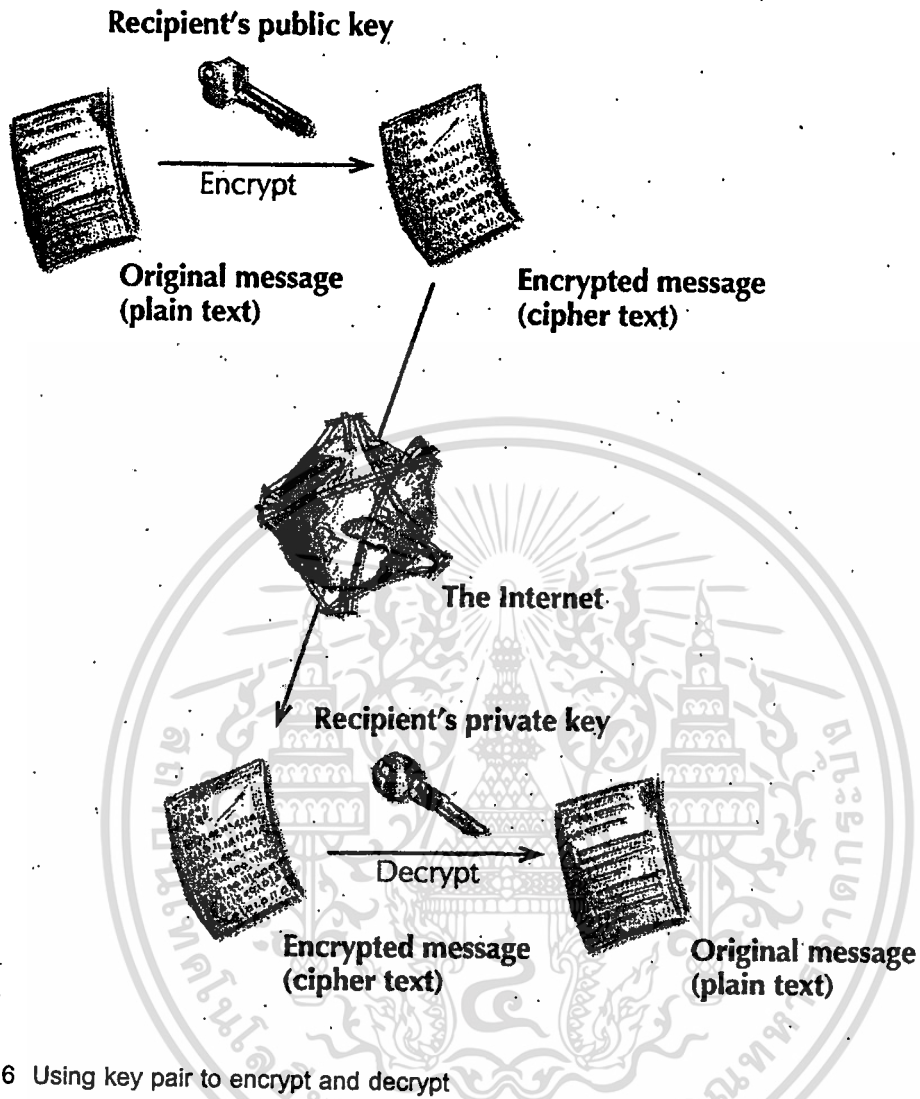 Recipient's public key
Encrypt
Original message
(plain text)
Encrypted message
(cipher text)
The Internet
Recipient's private key
Decrypt
Encrypted message
(cipher text)
Original message
(plain text)
6 Using key pair to encrypt and decrypt